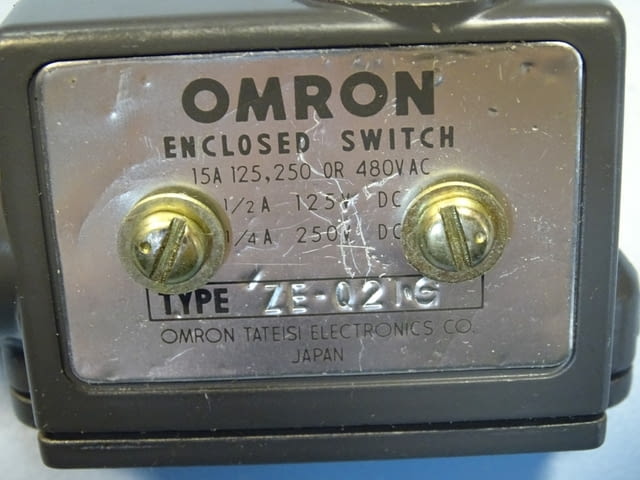 OMRON
ENCLOSED SWITCH
15A 125,250 OR 480VAC
1/2A 125V DC
1/4A 250V DC
TYPE ZE-Q21G
OMRON TATEISI ELECTRONICS CO.
JAPAN